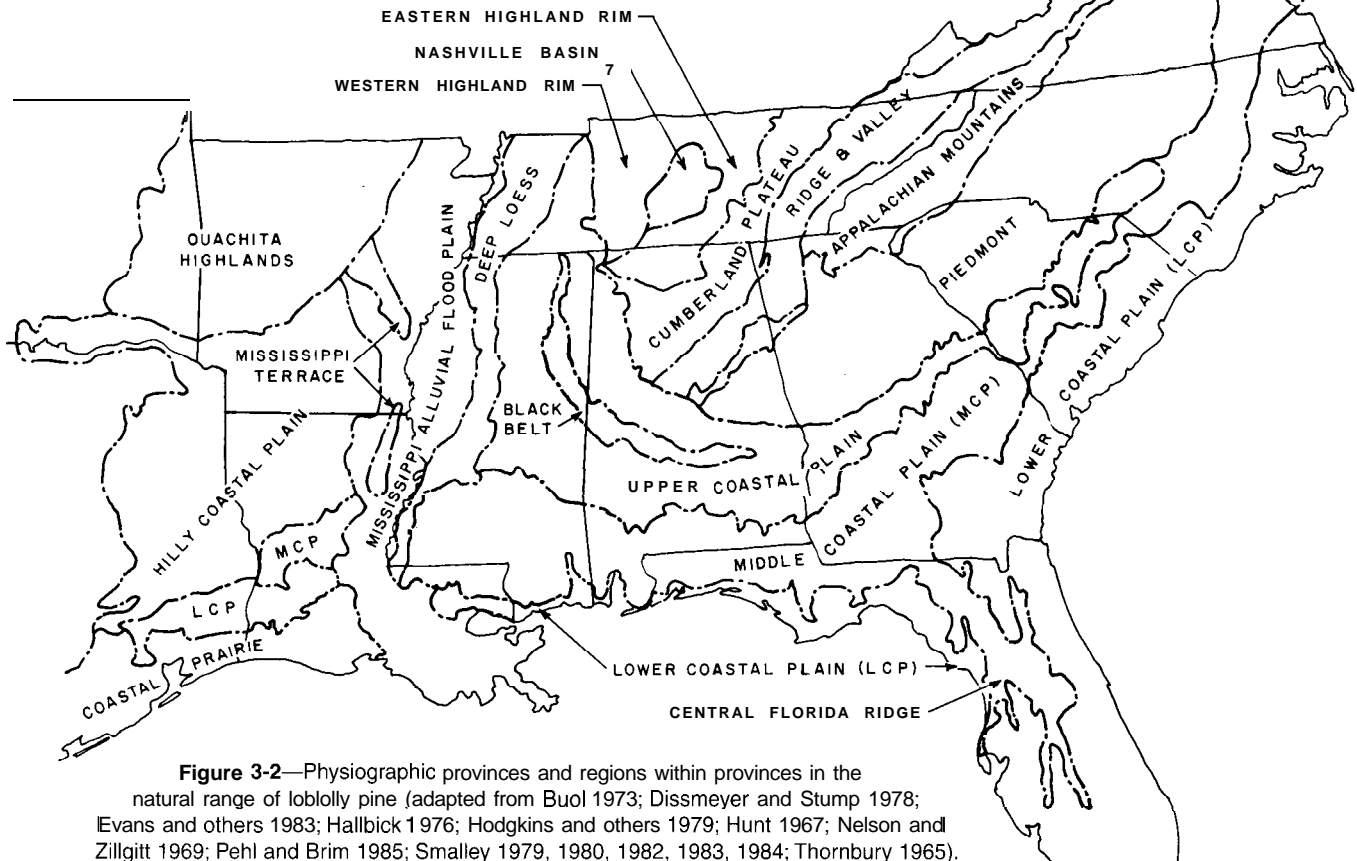 EASTERN HIGHLAND RIM
NASHVILLE BASIN
7
WESTERN HIGHLAND RIM
OUACHITA
HIGHLANDS
MISSISSIPPI
TERRACE
MISSISSIPPI ALLUVIAL FLOOD PLAIN
DEEP LOESS
CUMBERLAND PLATEAU
RIDGE & VALLEY
APPALACHIAN MOUNTAINS
PIEDMONT
BLACK
BELT
UPPER COASTAL PLAIN
MIDDLE COASTAL PLAIN (MCP)
LOWER COASTAL PLAIN (LCP)
HILLY COASTAL PLAIN
MCP
LCP
COASTAL PRAIRIE
LOWER COASTAL PLAIN (LCP)
CENTRAL FLORIDA RIDGE
Figure 3-2—Physiographic provinces and regions within provinces in the
natural range of loblolly pine (adapted from Buol 1973; Dissmeyer and Stump 1978;
Evans and others 1983; Hallbick 1976; Hodgkins and others 1979; Hunt 1967; Nelson and
Zillgitt 1969; Pehl and Brim 1985; Smalley 1979, 1980, 1982, 1983, 1984; Thornbury 1965).